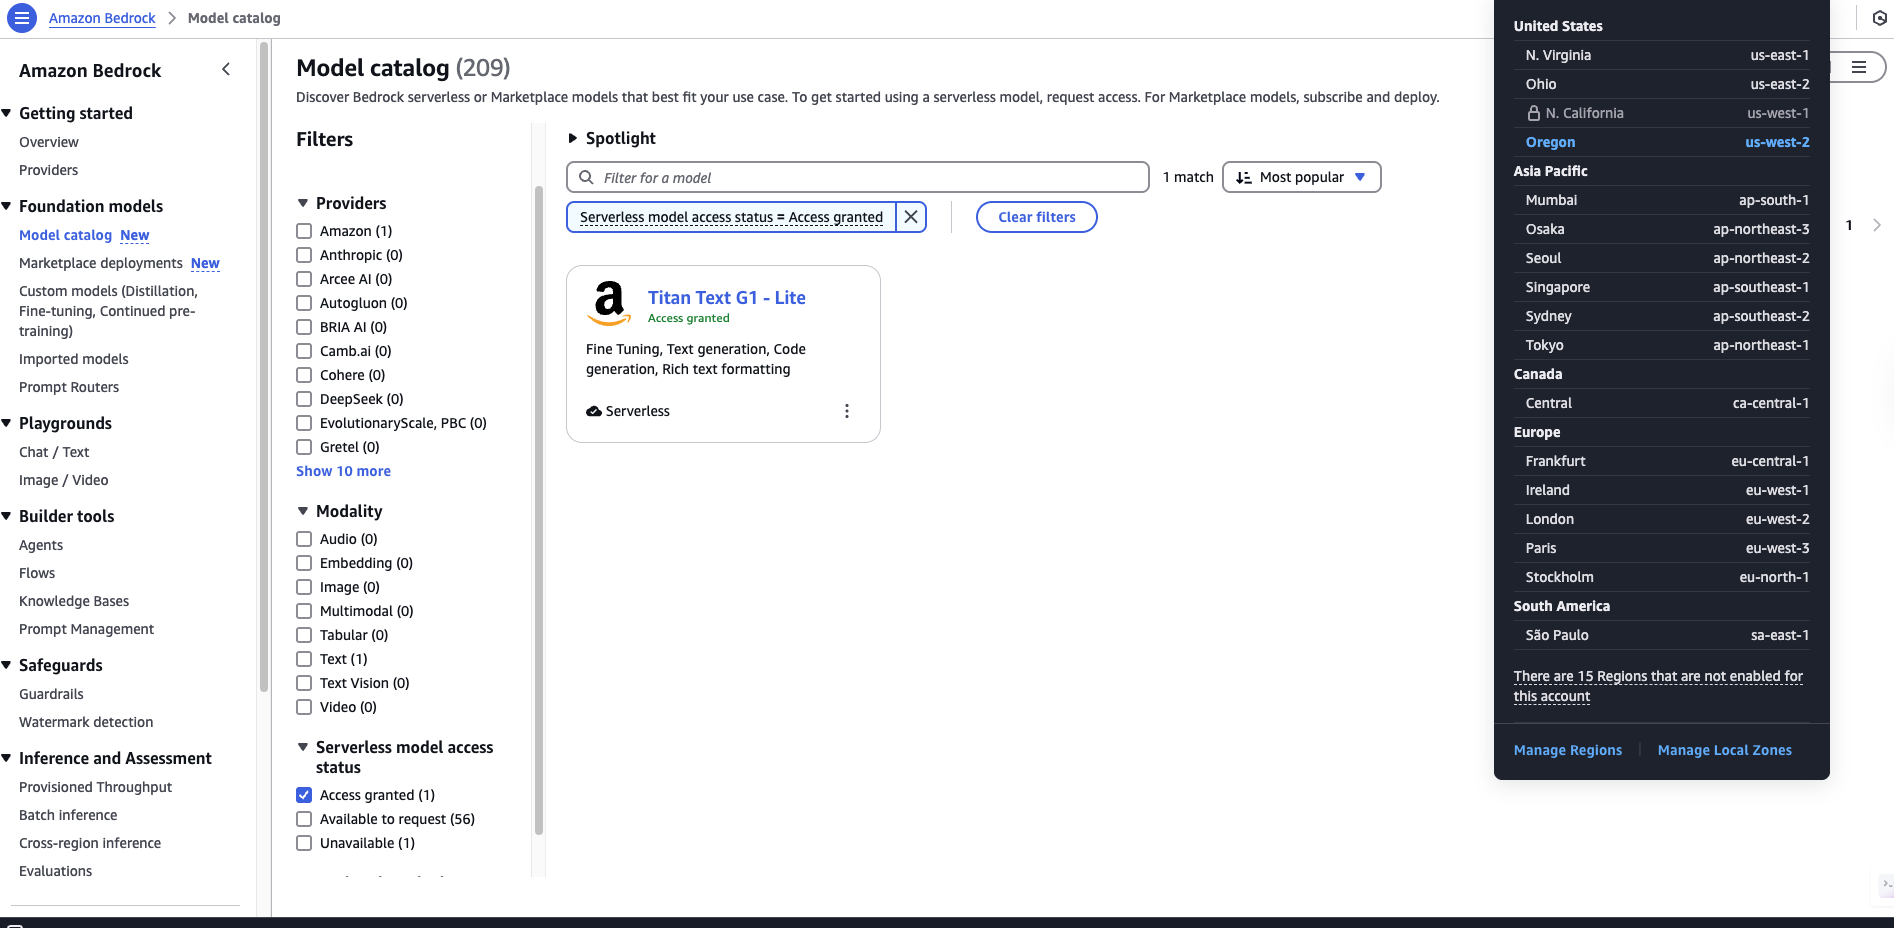 Amazon Bedrock > Model catalog
Amazon Bedrock
Getting started
Overview
Providers
Foundation models
Model catalog New
Marketplace deployments New
Custom models (Distillation,
Fine-tuning, Continued pre-
training)
Imported models
Prompt Routers
Playgrounds
Chat / Text
Image / Video
Builder tools
Agents
Flows
Knowledge Bases
Prompt Management
Safeguards
Guardrails
Watermark detection
Inference and Assessment
Provisioned Throughput
Batch inference
Cross-region inference
Evaluations
Model catalog (209)
Discover Bedrock serverless or Marketplace models that best fit your use case. To get started using a serverless model, request access. For Marketplace models, subscribe and deploy.
Filters
Providers
Amazon (1)
Anthropic (0)
Arcee AI (0)
Autogluon (0)
BRIA AI (0)
Camb.ai (0)
Cohere (0)
DeepSeek (0)
EvolutionaryScale, PBC (0)
Gretel (0)
Show 10 more
Modality
Audio (0)
Embedding (0)
Image (0)
Multimodal (0)
Tabular (0)
Text (1)
Text Vision (0)
Video (0)
Serverless model access
status
Access granted (1)
Available to request (56)
Unavailable (1)
Spotlight
Filter for a model
1 match
Most popular
Serverless model access status = Access granted
Clear filters
1
a
Titan Text G1 - Lite
Access granted
Fine Tuning, Text generation, Code
generation, Rich text formatting
Serverless
United States
N. Virginia us-east-1
Ohio us-east-2
N. California us-west-1
Oregon us-west-2
Asia Pacific
Mumbai ap-south-1
Osaka ap-northeast-3
Seoul ap-northeast-2
Singapore ap-southeast-1
Sydney ap-southeast-2
Tokyo ap-northeast-1
Canada
Central ca-central-1
Europe
Frankfurt eu-central-1
Ireland eu-west-1
London eu-west-2
Paris eu-west-3
Stockholm eu-north-1
South America
São Paulo sa-east-1
There are 15 Regions that are not enabled for
this account
Manage Regions
Manage Local Zones